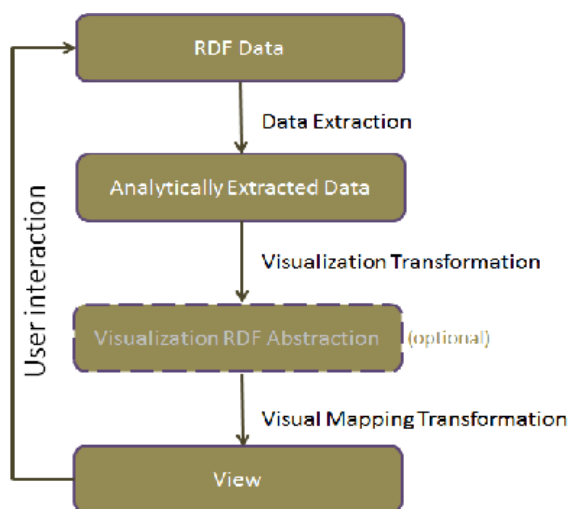 RDF Data
Data Extraction
Analytically Extracted Data
Visualization Transformation
Visualization RDF Abstraction
(optional)
Visual Mapping Transformation
View
User interaction